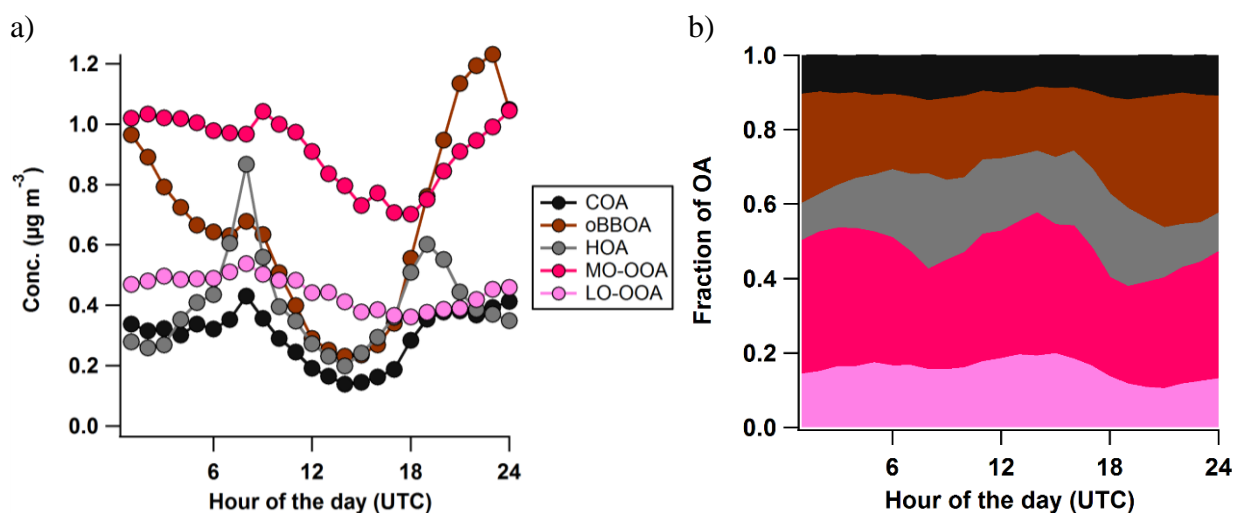 a)
1.2
1.0
0.8
0.6
0.4
0.2
0.0
Conc. (µg m⁻³)
6
12
18
24
Hour of the day (UTC)
COA
oBBOA
HOA
MO-OOA
LO-OOA
b)
1.0
0.8
0.6
0.4
0.2
0.0
Fraction of OA
6
12
18
24
Hour of the day (UTC)